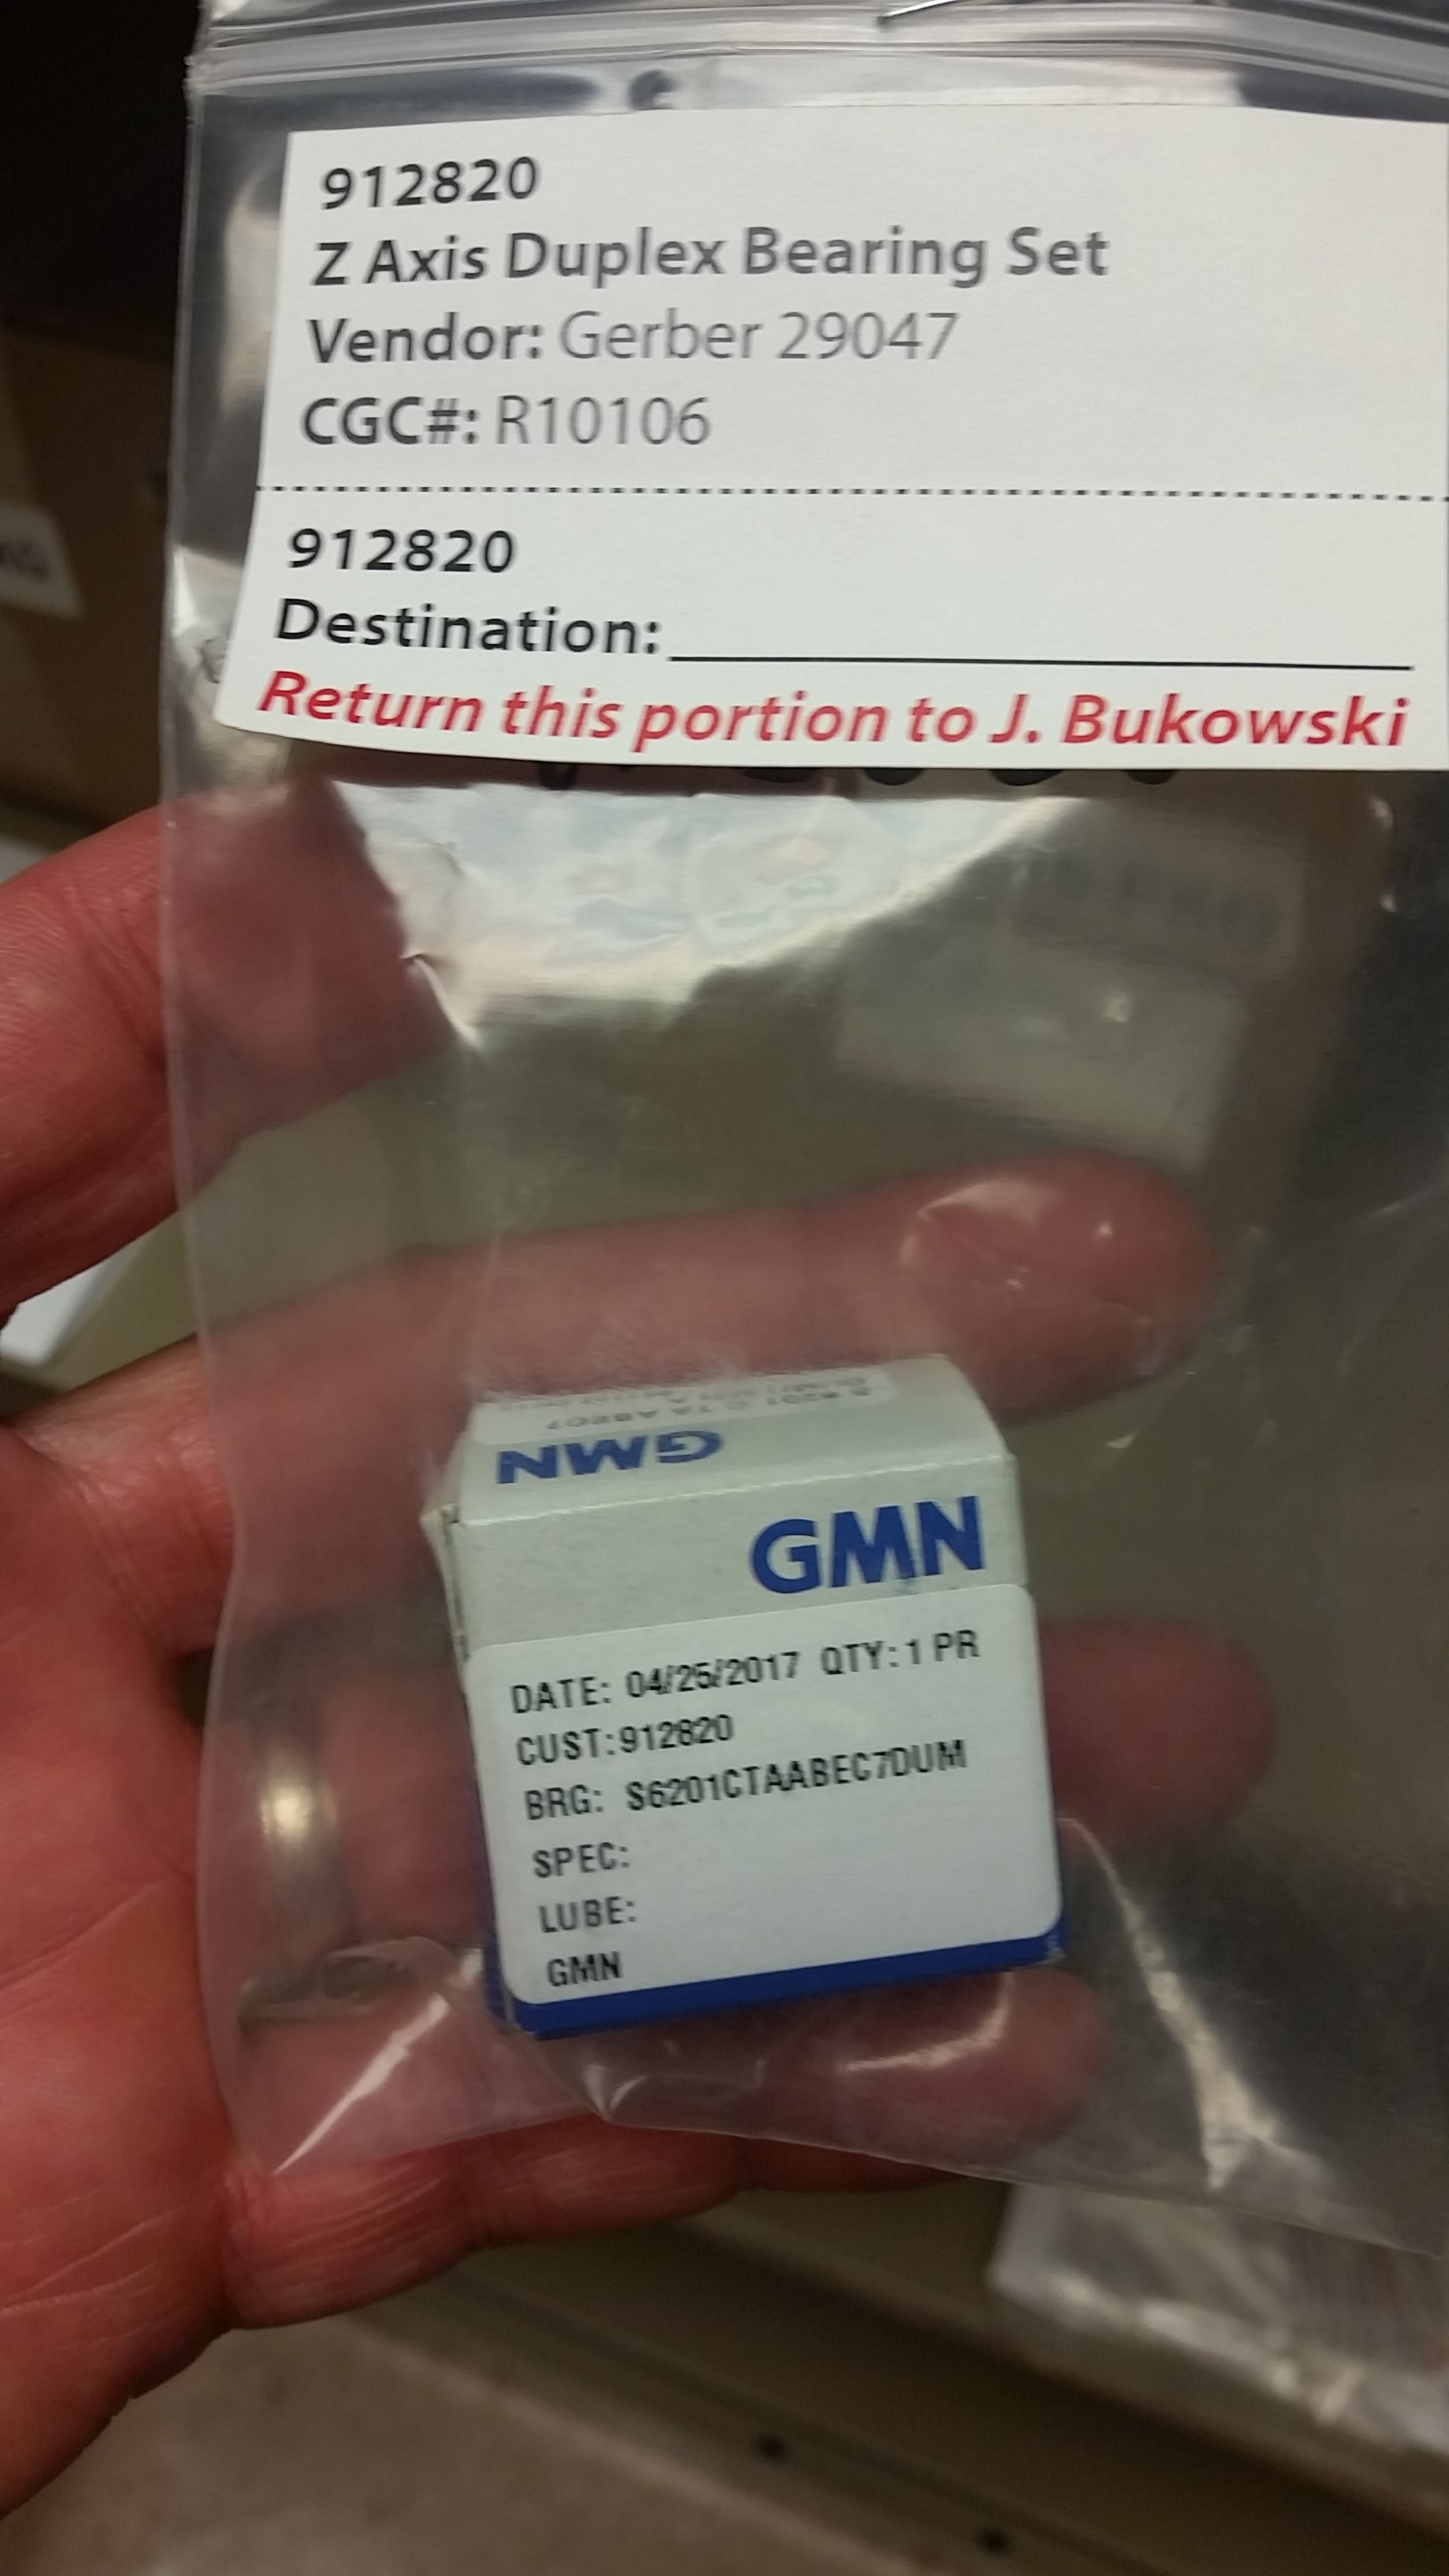 912820
Z Axis Duplex Bearing Set
Vendor: Gerber 29047
CGC#: R10106
912820
Destination:
Return this portion to J. Bukowski
GMN
GMN
DATE: 04/25/2017 QTY: 1 PR
CUST:912820
BRG: S6201CTAABEC7DUM
SPEC:
LUBE:
GMN